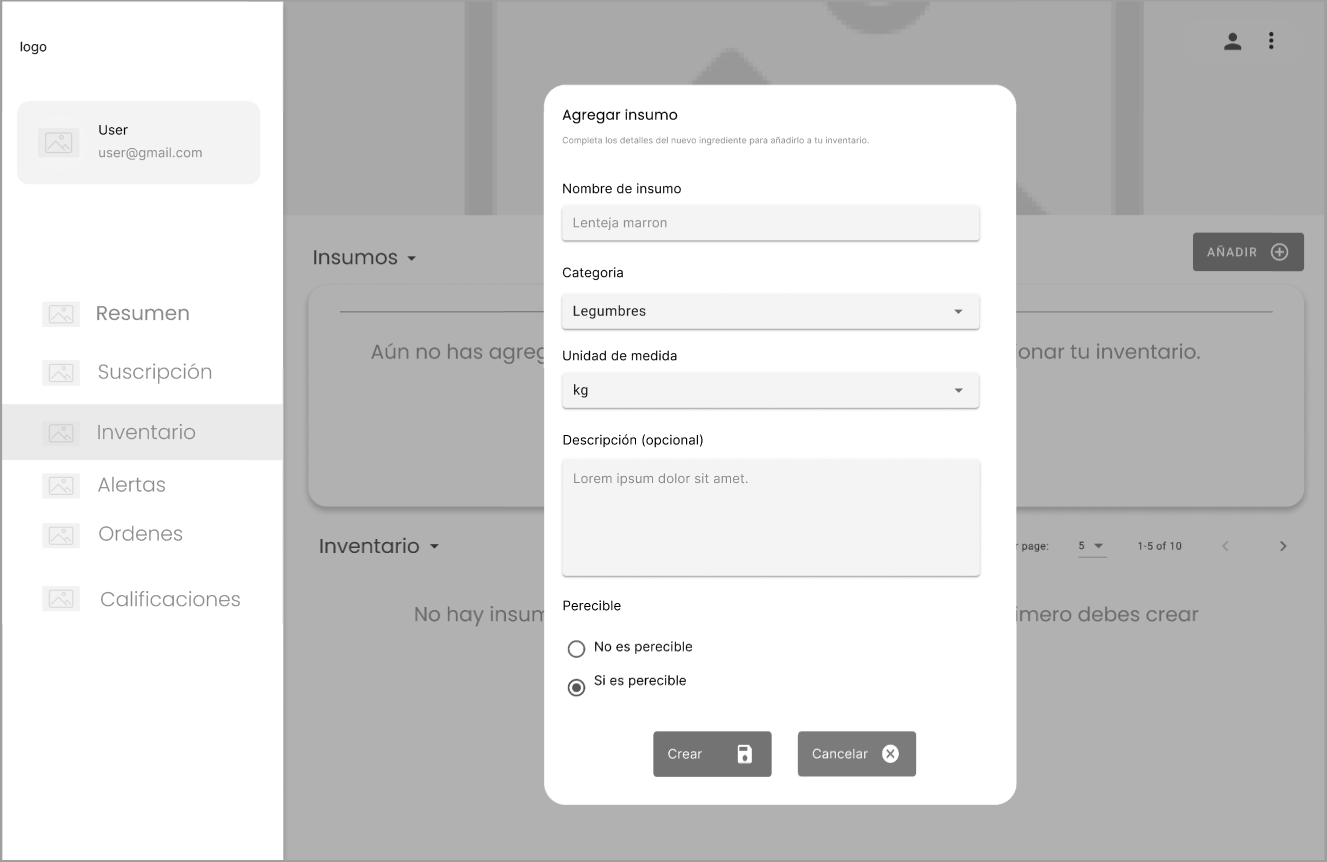 logo
User
user@gmail.com
Resumen
Suscripción
Inventario
Alertas
Ordenes
Calificaciones
Insumos
AÑADIR
Aún no has agreg
onar tu inventario.
Inventario
page:
5
1-5 of 10
No hay insum
imero debes crear
Agregar insumo
Completa los detalles del nuevo ingrediente para añadirlo a tu inventario.
Nombre de insumo
Lenteja marron
Categoria
Legumbres
Unidad de medida
kg
Descripción (opcional)
Lorem ipsum dolor sit amet.
Perecible
No es perecible
Si es perecible
Crear
Cancelar